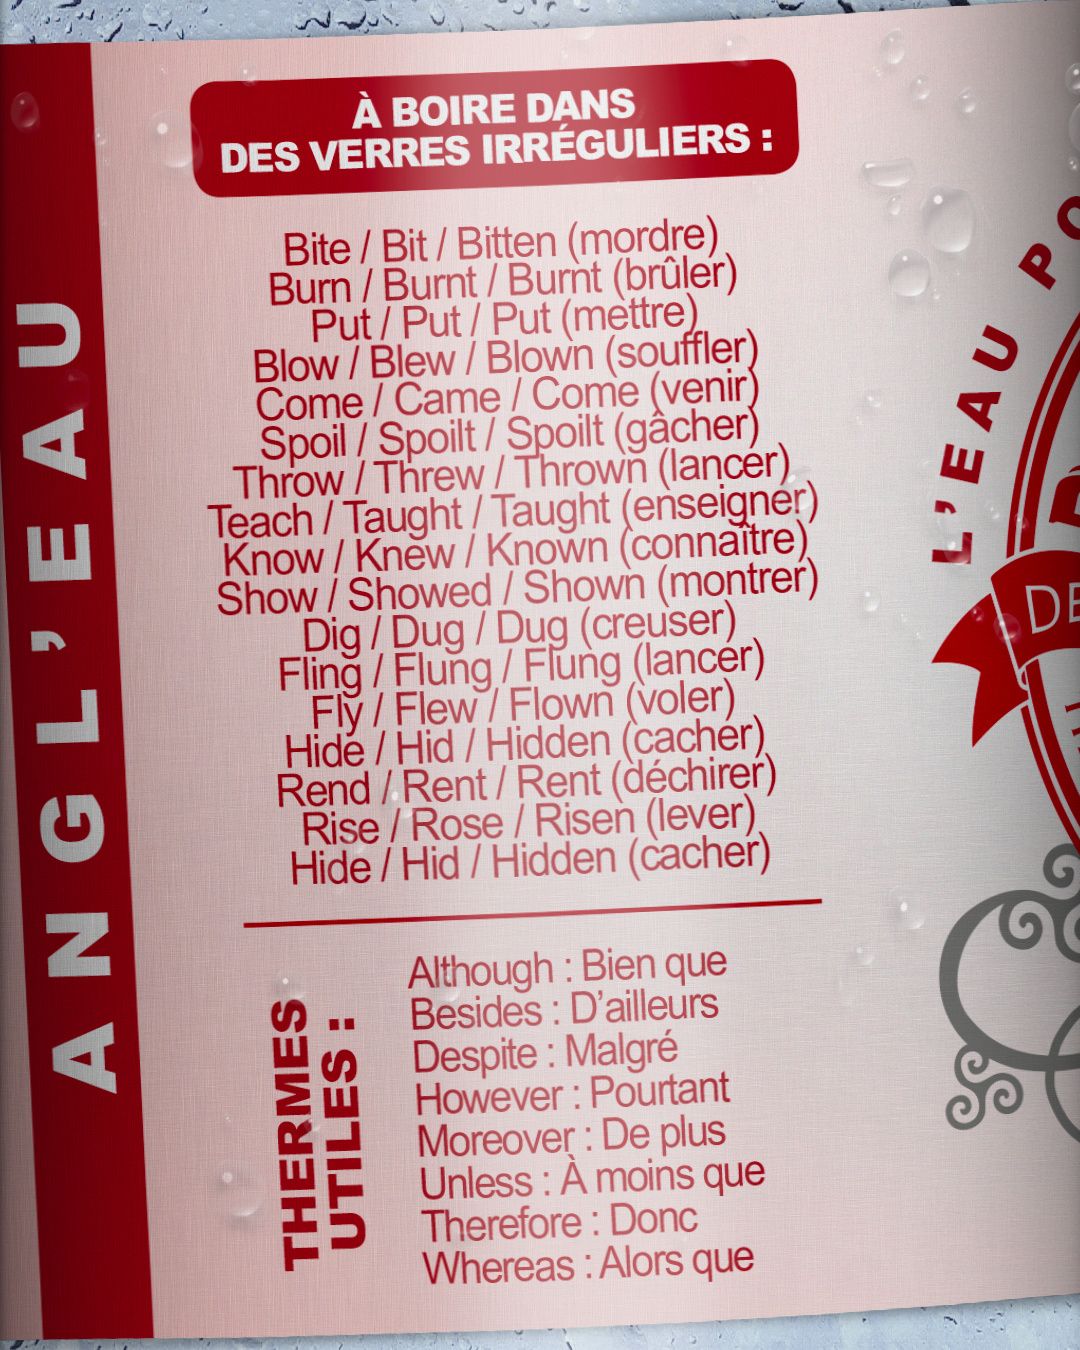 ANGL'EAU
À BOIRE DANS
DES VERRES IRRÉGULIERS :
Bite / Bit / Bitten (mordre)
Burn / Burnt / Burnt (brûler)
Put / Put / Put (mettre)
Blow / Blew / Blown (souffler)
Come / Came / Come (venir)
Spoil / Spoilt / Spoilt (gâcher)
Throw / Threw / Thrown (lancer)
Teach / Taught / Taught (enseigner)
Know / Knew / Known (connaître)
Show / Showed / Shown (montrer)
Dig / Dug / Dug (creuser)
Fling / Flung / Flung (lancer)
Fly / Flew / Flown (voler)
Hide / Hid / Hidden (cacher)
Rend / Rent / Rent (déchirer)
Rise / Rose / Risen (lever)
Hide / Hid / Hidden (cacher)
THERMES
UTILES :
Although : Bien que
Besides : D'ailleurs
Despite : Malgré
However : Pourtant
Moreover : De plus
Unless : À moins que
Therefore : Donc
Whereas : Alors que
L'EAU